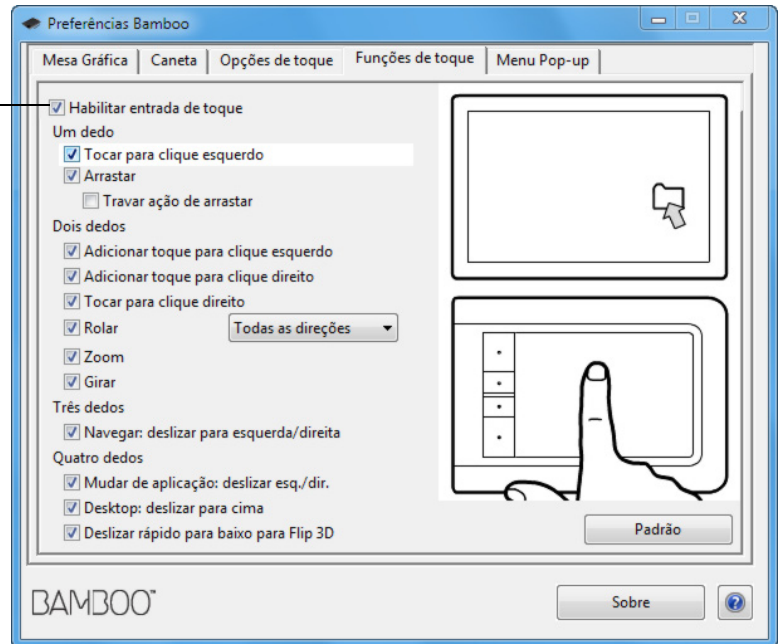 Preferências Bamboo
Mesa Gráfica Caneta Opções de toque Funções de toque Menu Pop-up
Habilitar entrada de toque
Um dedo
Tocar para clique esquerdo
Arrastar
Travar ação de arrastar
Dois dedos
Adicionar toque para clique esquerdo
Adicionar toque para clique direito
Tocar para clique direito
Rolar Todas as direções
Zoom
Girar
Três dedos
Navegar: deslizar para esquerda/direita
Quatro dedos
Mudar de aplicação: deslizar esq./dir.
Desktop: deslizar para cima
Deslizar rápido para baixo para Flip 3D
Padrão
BAMBOO™ Sobre ?